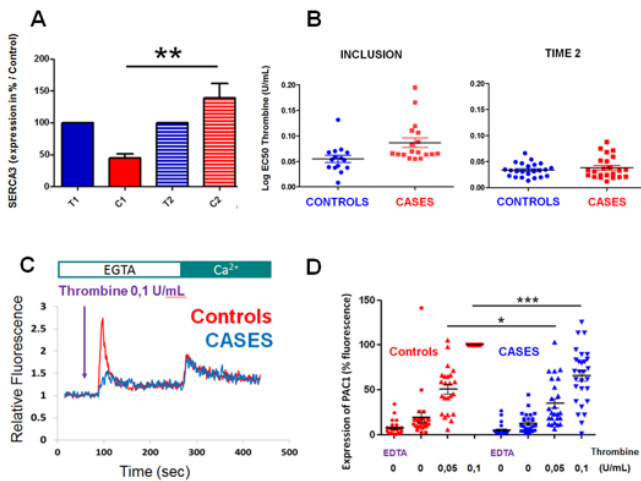 A
**
SERCA3 (expression in % / Control)
200
150
100
50
0
T1 C1 T2 C2
B
INCLUSION
Log EC50 Thrombine (U/mL)
0.20
0.15
0.10
0.05
0.00
CONTROLS CASES
TIME 2
0.20
0.15
0.10
0.05
0.00
CONTROLS CASES
C
EGTA Ca2+
Thrombine 0,1 U/mL
Controls
CASES
Relative Fluorescence
3
2.5
2
1.5
1
0.5
0
0 100 200 300 400 500
Time (sec)
D
***
*
Controls CASES
Expression of PAC1 (% fluorescence)
150
100
50
0
EDTA EDTA Thrombine
0 0 0,05 0,1 0 0 0,05 0,1 (U/mL)